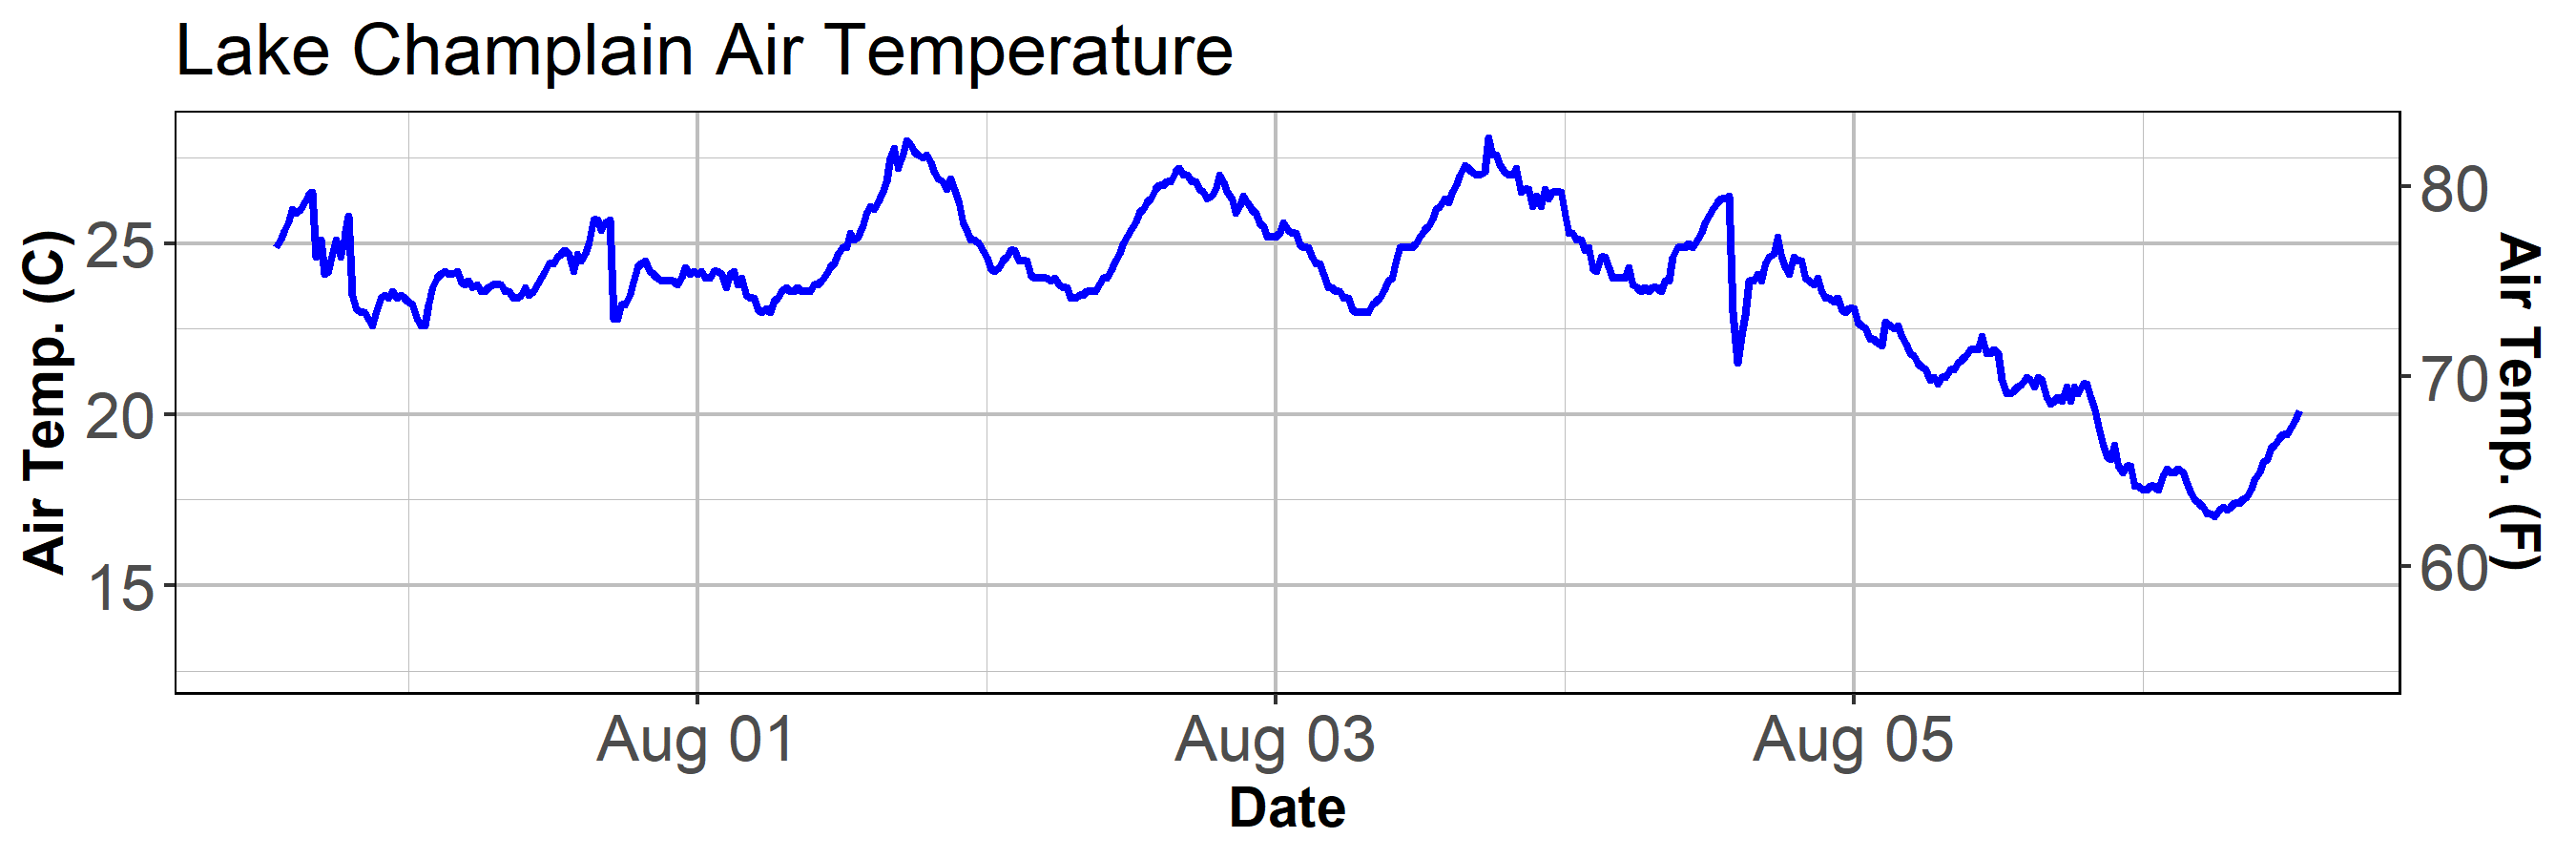 Lake Champlain Air Temperature
Air Temp. (C)
25
20
15
80
70
60
Air Temp. (F)
Aug 01
Aug 03
Aug 05
Date